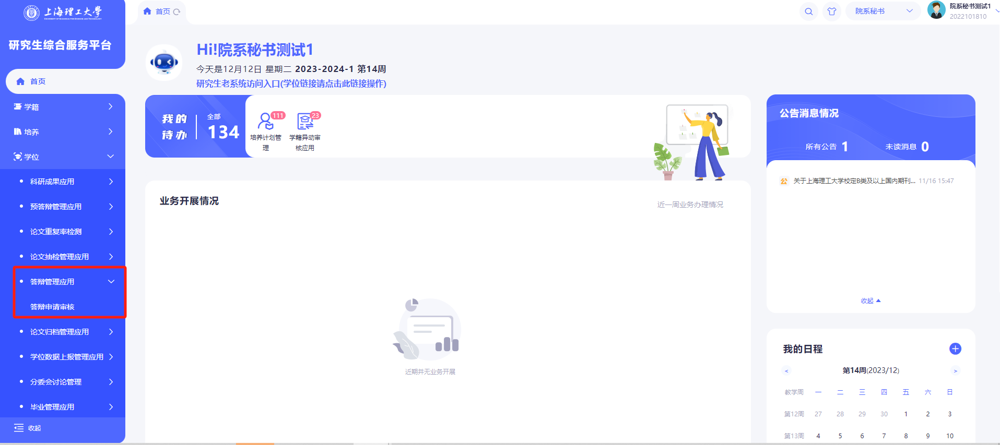 上海理工大學
UNIVERSITY OF SHANGHAI FOR SCIENCE AND TECHNOLOGY
研究生综合服务平台
首页
学籍
培养
学位
科研成果应用
预答辩管理应用
论文重复率检测
论文抽检管理应用
答辩管理应用
答辩申请审核
论文归档管理应用
学位数据上报管理应用
分委会讨论管理
毕业管理应用
收起
首页
院系秘书
院系秘书测试1
2022101810
Hi!院系秘书测试1
今天是12月12日 星期二 2023-2024-1 第14周
研究生老系统访问入口(学位链接请点击此链接操作)
我的
待办
全部
134
111
培养计划管
理
23
学籍异动审
核应用
业务开展情况
近一周业务办理情况
近期并无业务开展
公告消息情况
所有公告 1
未读消息 0
公 关于上海理工大学校定B类及以上国内期刊... 11/16 15:47
收起
我的日程
< 第14周(2023/12) >
教学周 一 二 三 四 五 六 日
第12周 27 28 29 30 1 2 3
第13周 4 5 6 7 8 9 10